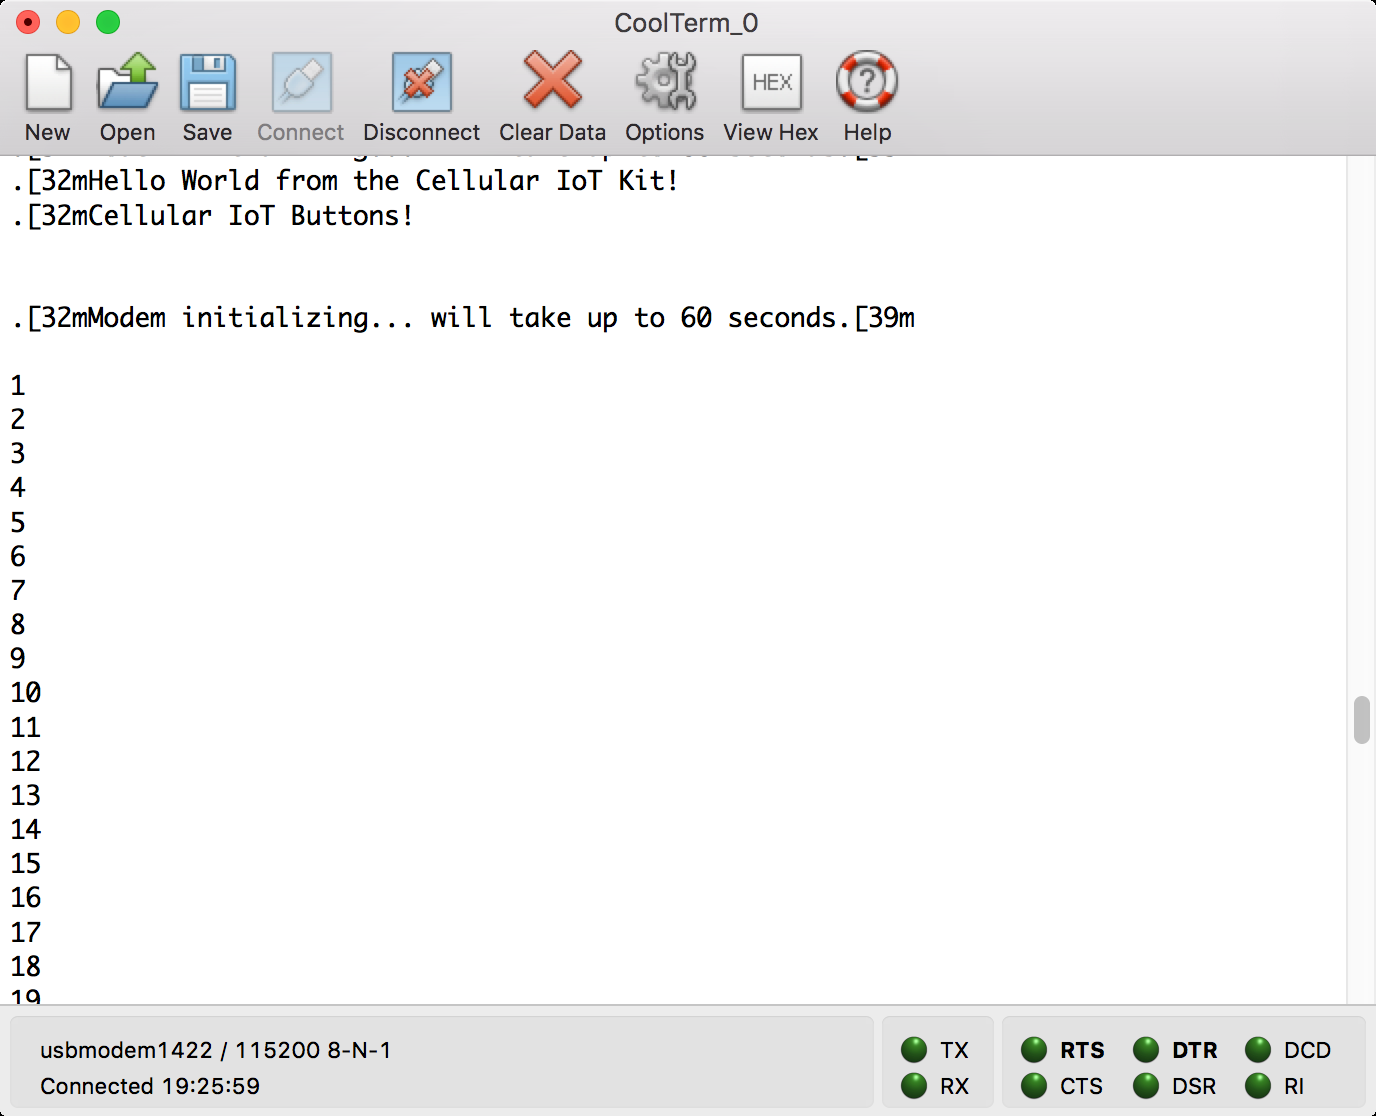 CoolTerm_0
New Open Save Connect Disconnect Clear Data Options View Hex Help
HEX
.[32mHello World from the Cellular IoT Kit!
.[32mCellular IoT Buttons!
.[32mModem initializing... will take up to 60 seconds.[39m
1
2
3
4
5
6
7
8
9
10
11
12
13
14
15
16
17
18
19
usbmodem1422 / 115200 8-N-1
Connected 19:25:59
TX RTS DTR DCD
RX CTS DSR RI